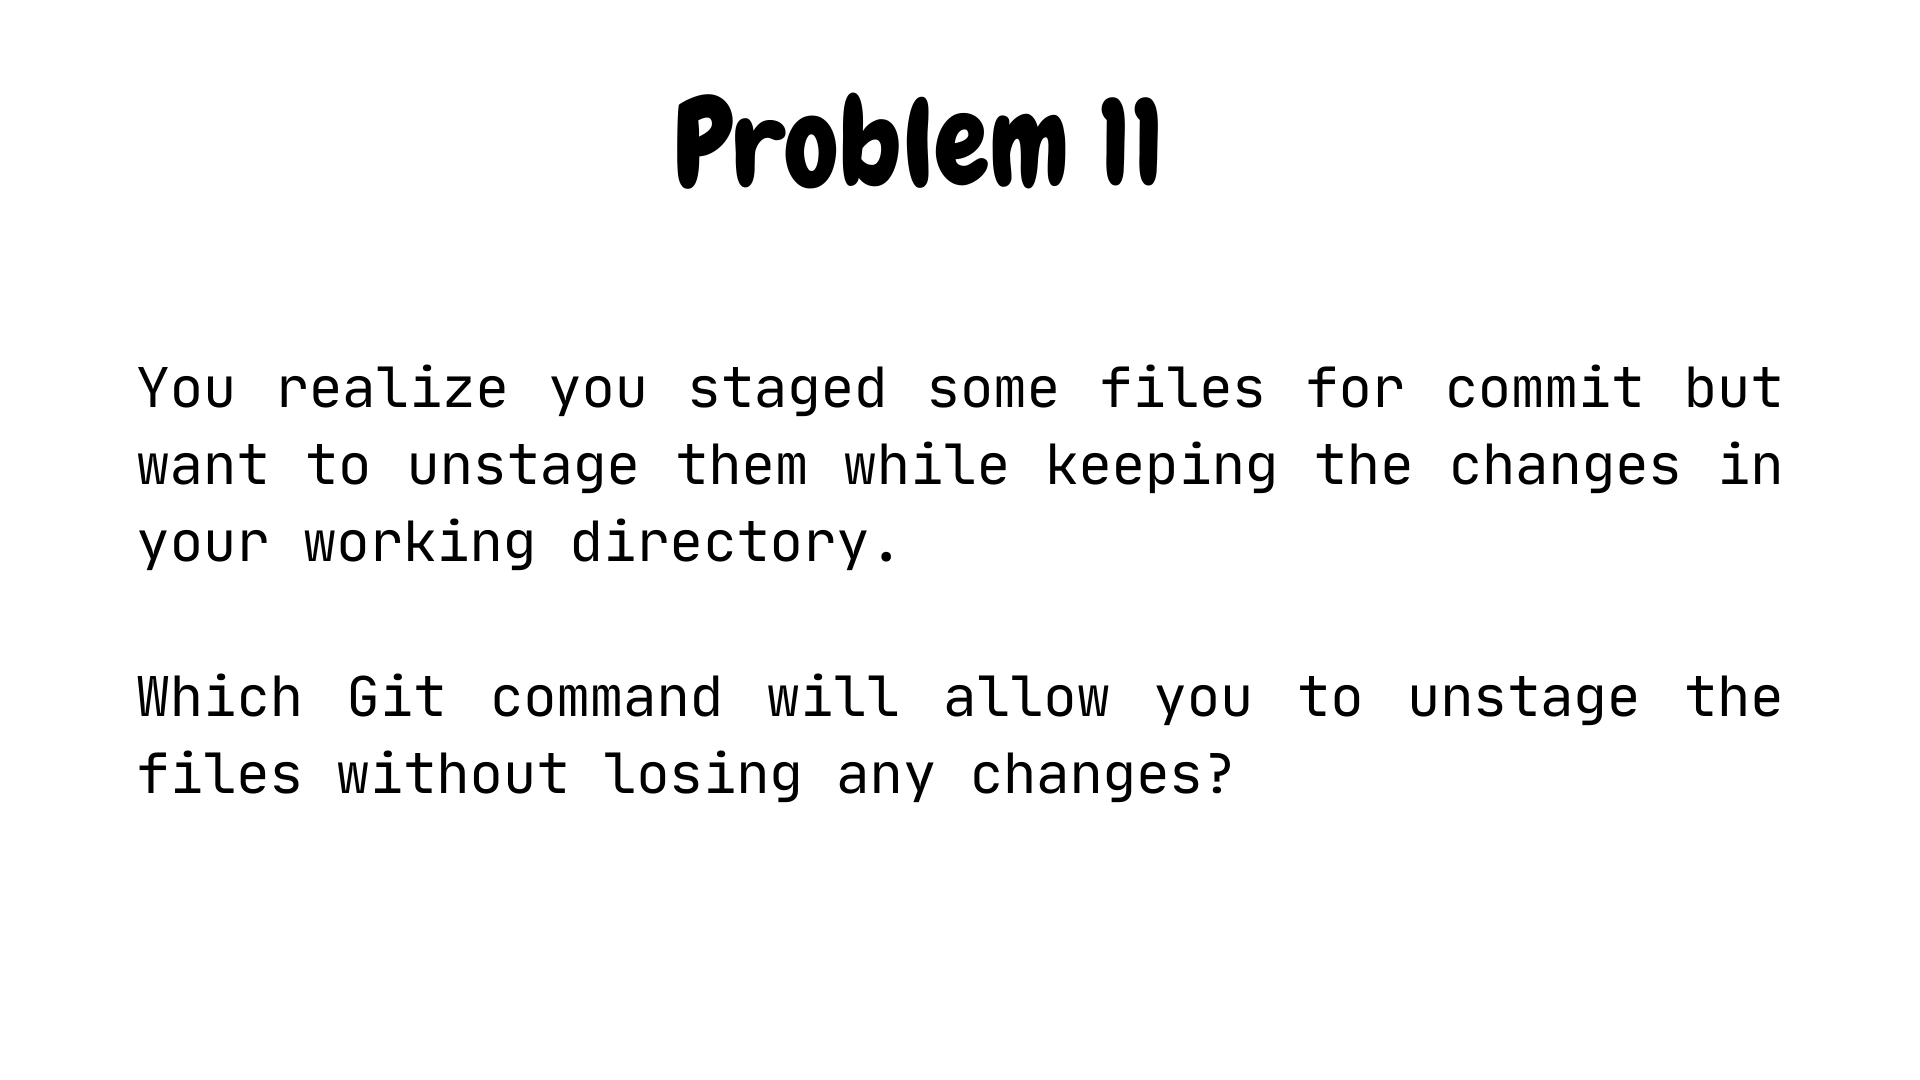 Problem 11
You realize you staged some files for commit but
want to unstage them while keeping the changes in
your working directory.
Which Git command will allow you to unstage the
files without losing any changes?